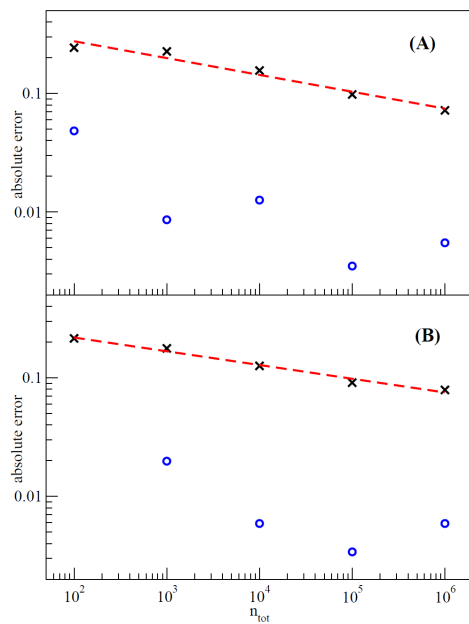 (A)
0.1
absolute error
0.01
(B)
0.1
absolute error
0.01
10² 10³ 10⁴ 10⁵ 10⁶
n_tot